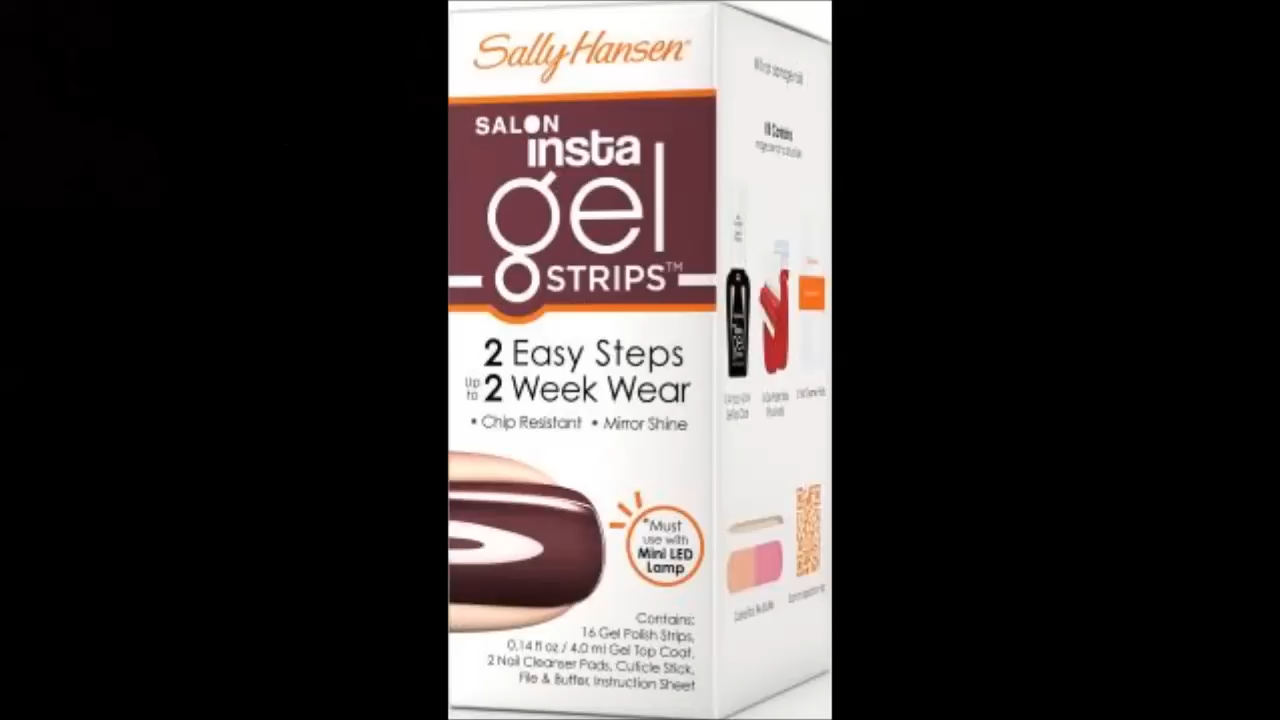 Sally Hansen®
SALON
insta
gel
STRIPS™
2 Easy Steps
Up to 2 Week Wear
• Chip Resistant • Mirror Shine
*Must
use with
Mini LED
Lamp
Contains:
16 Gel Polish Strips,
0.14 fl oz / 4.0 ml Gel Top Coat,
2 Nail Cleanser Pads, Cuticle Stick,
File & Buffer, Instruction Sheet